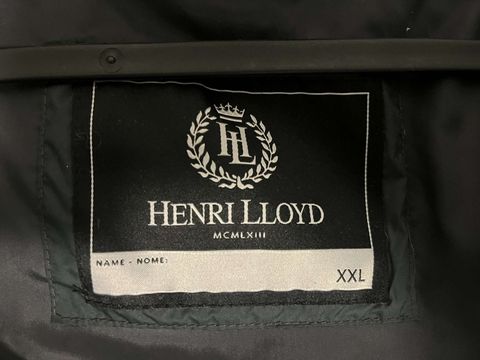 HL
HENRI LLOYD
MCMLXIII
NAME - NOME:
XXL